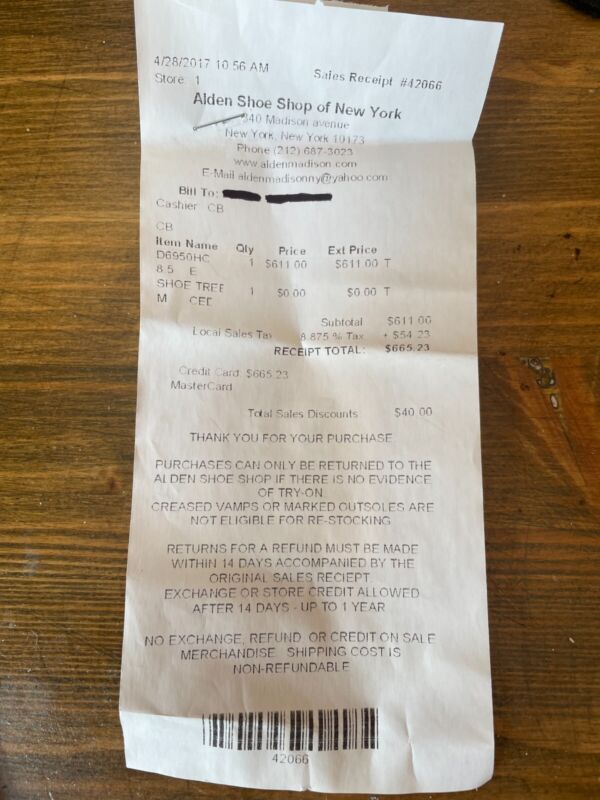 4/28/2017 10:56 AM
Sales Receipt #42066
Store: 1
Alden Shoe Shop of New York
340 Madison avenue
New York, New York 10173
Phone (212) 687-3023
www.aldenmadison.com
E-Mail aldenmadisonny@yahoo.com
Bill To:
Cashier: CB
CB
Item Name Qty Price Ext Price
D6950HC 1 $611.00 $611.00 T
8.5 E
SHOE TREE 1 $0.00 $0.00 T
M CED
Subtotal $611.00
Local Sales Tax 8.875 % Tax + $54.23
RECEIPT TOTAL: $665.23
Credit Card: $665.23
MasterCard
Total Sales Discounts $40.00
THANK YOU FOR YOUR PURCHASE
PURCHASES CAN ONLY BE RETURNED TO THE
ALDEN SHOE SHOP IF THERE IS NO EVIDENCE
OF TRY-ON.
CREASED VAMPS OR MARKED OUTSOLES ARE
NOT ELIGIBLE FOR RE-STOCKING
RETURNS FOR A REFUND MUST BE MADE
WITHIN 14 DAYS ACCOMPANIED BY THE
ORIGINAL SALES RECIEPT.
EXCHANGE OR STORE CREDIT ALLOWED
AFTER 14 DAYS - UP TO 1 YEAR
NO EXCHANGE, REFUND OR CREDIT ON SALE
MERCHANDISE. SHIPPING COST IS
NON-REFUNDABLE
42066